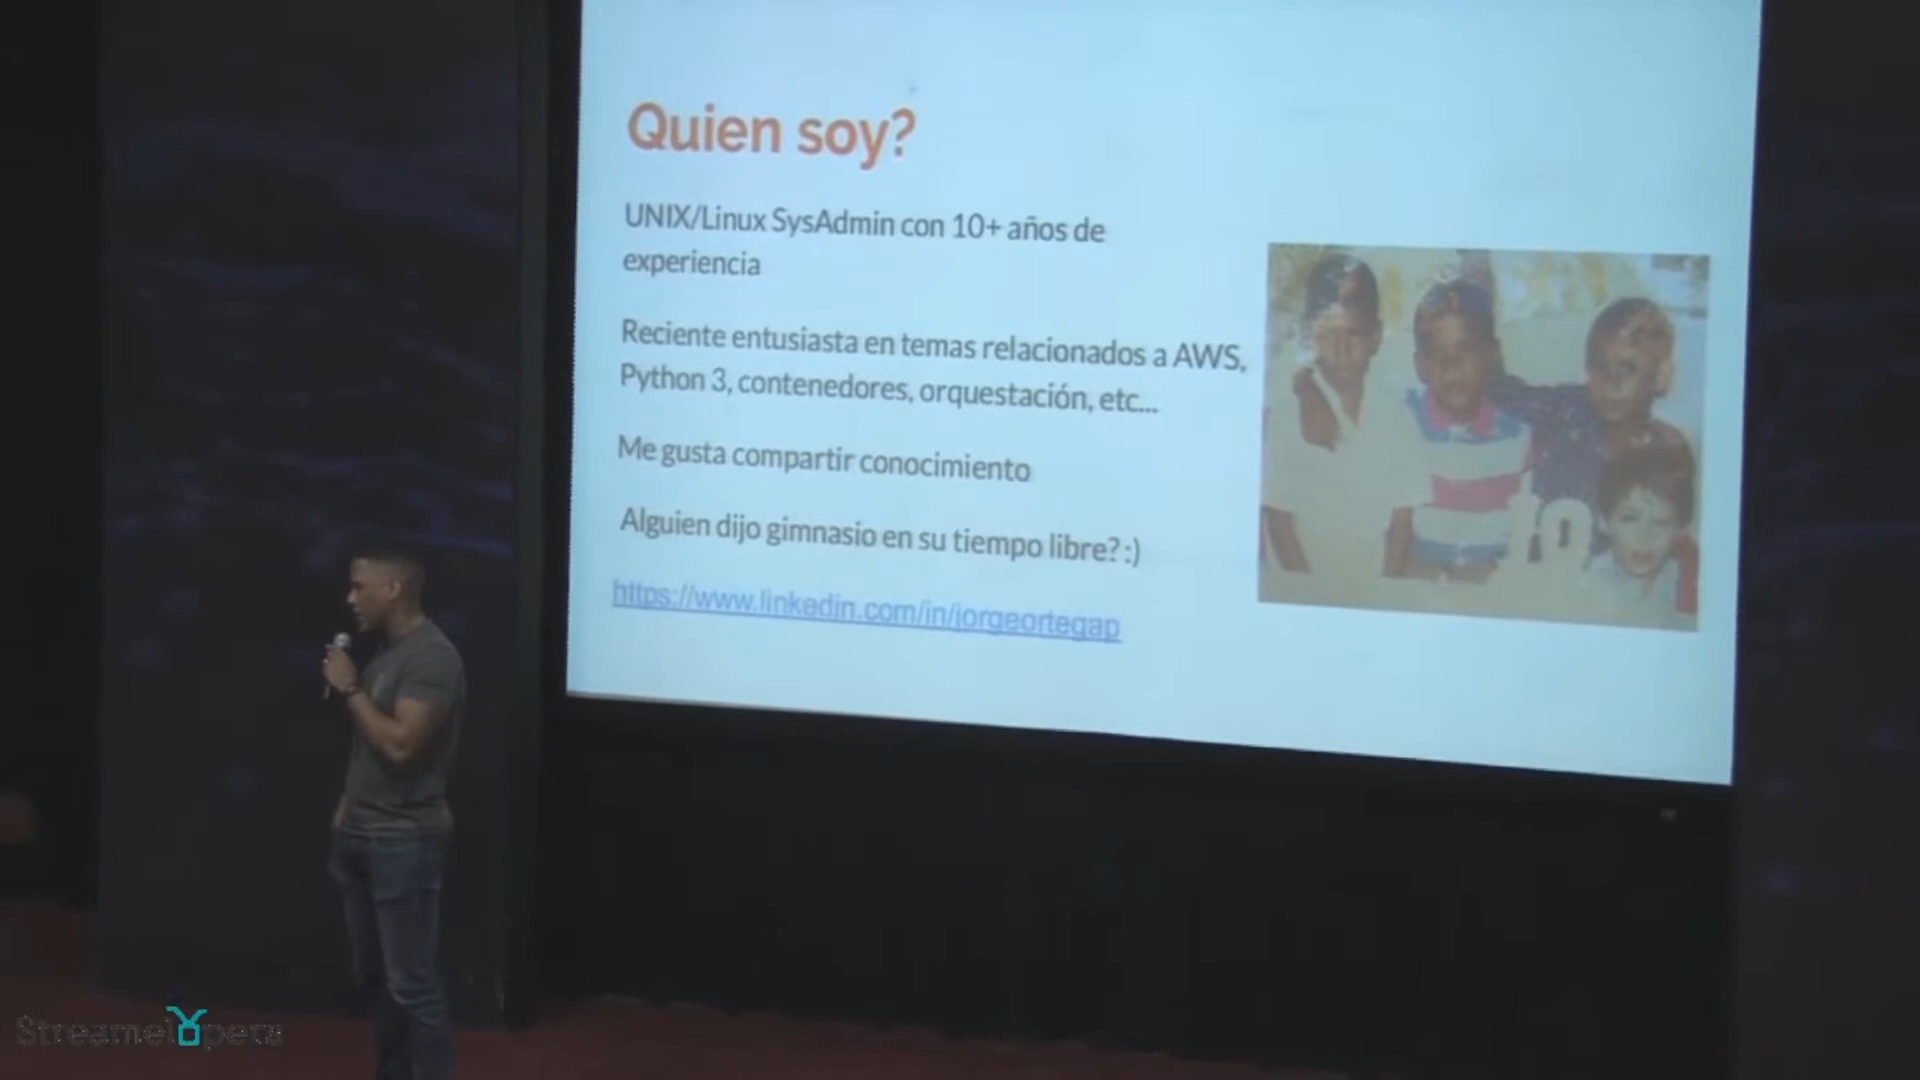 Quien soy?
UNIX/Linux SysAdmin con 10+ años de
experiencia
Reciente entusiasta en temas relacionados a AWS,
Python 3, contenedores, orquestación, etc...
Me gusta compartir conocimiento
Alguien dijo gimnasio en su tiempo libre? :)
https://www.linkedin.com/in/jorgeortegap
Streamelopers